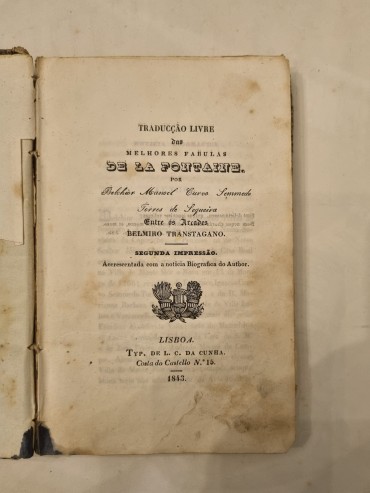 TRADUCÇÃO LIVRE
das
MELHORES FABULAS
DE LA FONTAINE,
POR
Belchior Manoel Curvo Semmedo
Torres de Sequeira
Entre os Arcades
BELMIRO TRANSTAGANO.
SEGUNDA IMPRESSÃO.
Accrescentada com a noticia Biografica do Author.
LISBOA.
TYP. DE L. C. DA CUNHA.
Costa do Castello N.º 15.
1843.